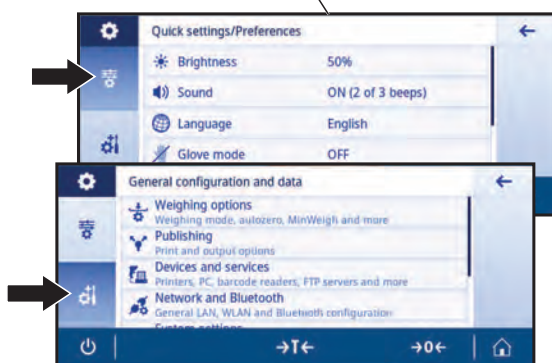 Quick settings/Preferences
Brightness 50%
Sound ON (2 of 3 beeps)
Language English
Glove mode OFF
General configuration and data
Weighing options
Weighing mode, autozero, MinWeigh and more
Publishing
Print and output options
Devices and services
Printers, PC, barcode readers, FTP servers and more
Network and Bluetooth
General LAN, WLAN and Bluetooth configuration
System settings
→T← →0←